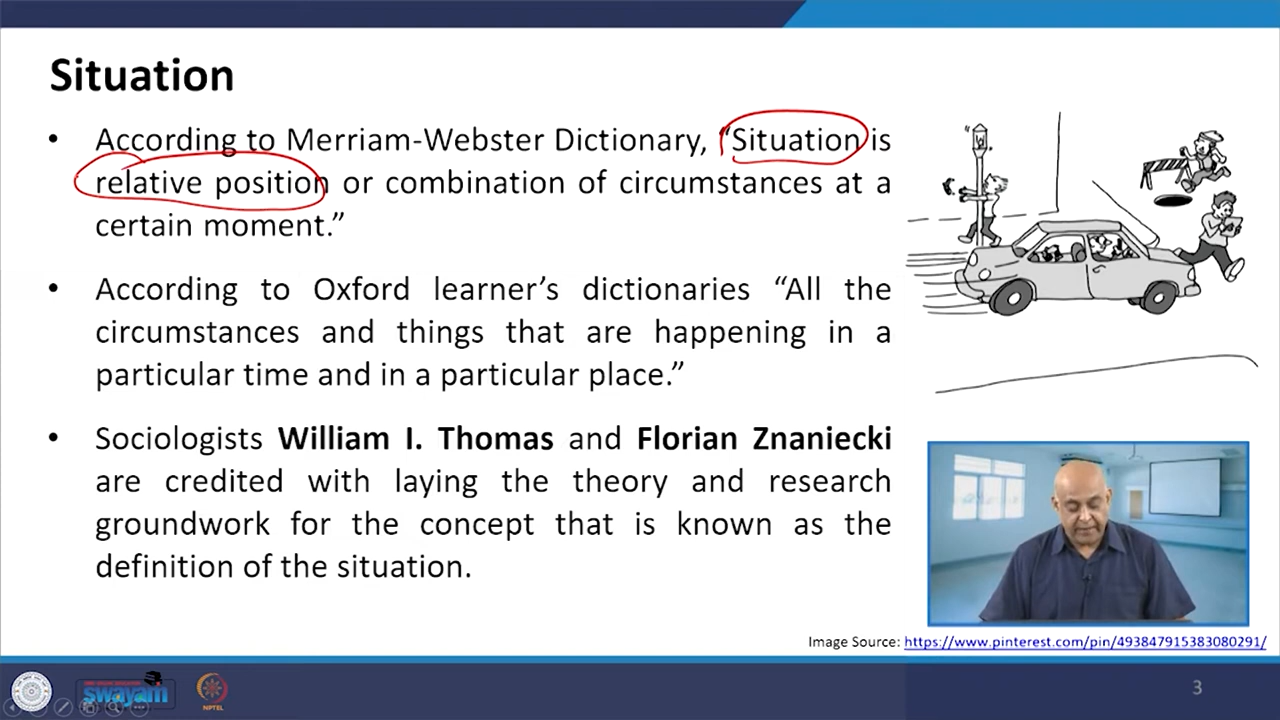 Situation
• According to Merriam-Webster Dictionary, “Situation is
relative position or combination of circumstances at a
certain moment.”
• According to Oxford learner’s dictionaries “All the
circumstances and things that are happening in a
particular time and in a particular place.”
• Sociologists William I. Thomas and Florian Znaniecki
are credited with laying the theory and research
groundwork for the concept that is known as the
definition of the situation.
Image Source: https://www.pinterest.com/pin/493847915383080291/
swayam
NPTEL
3